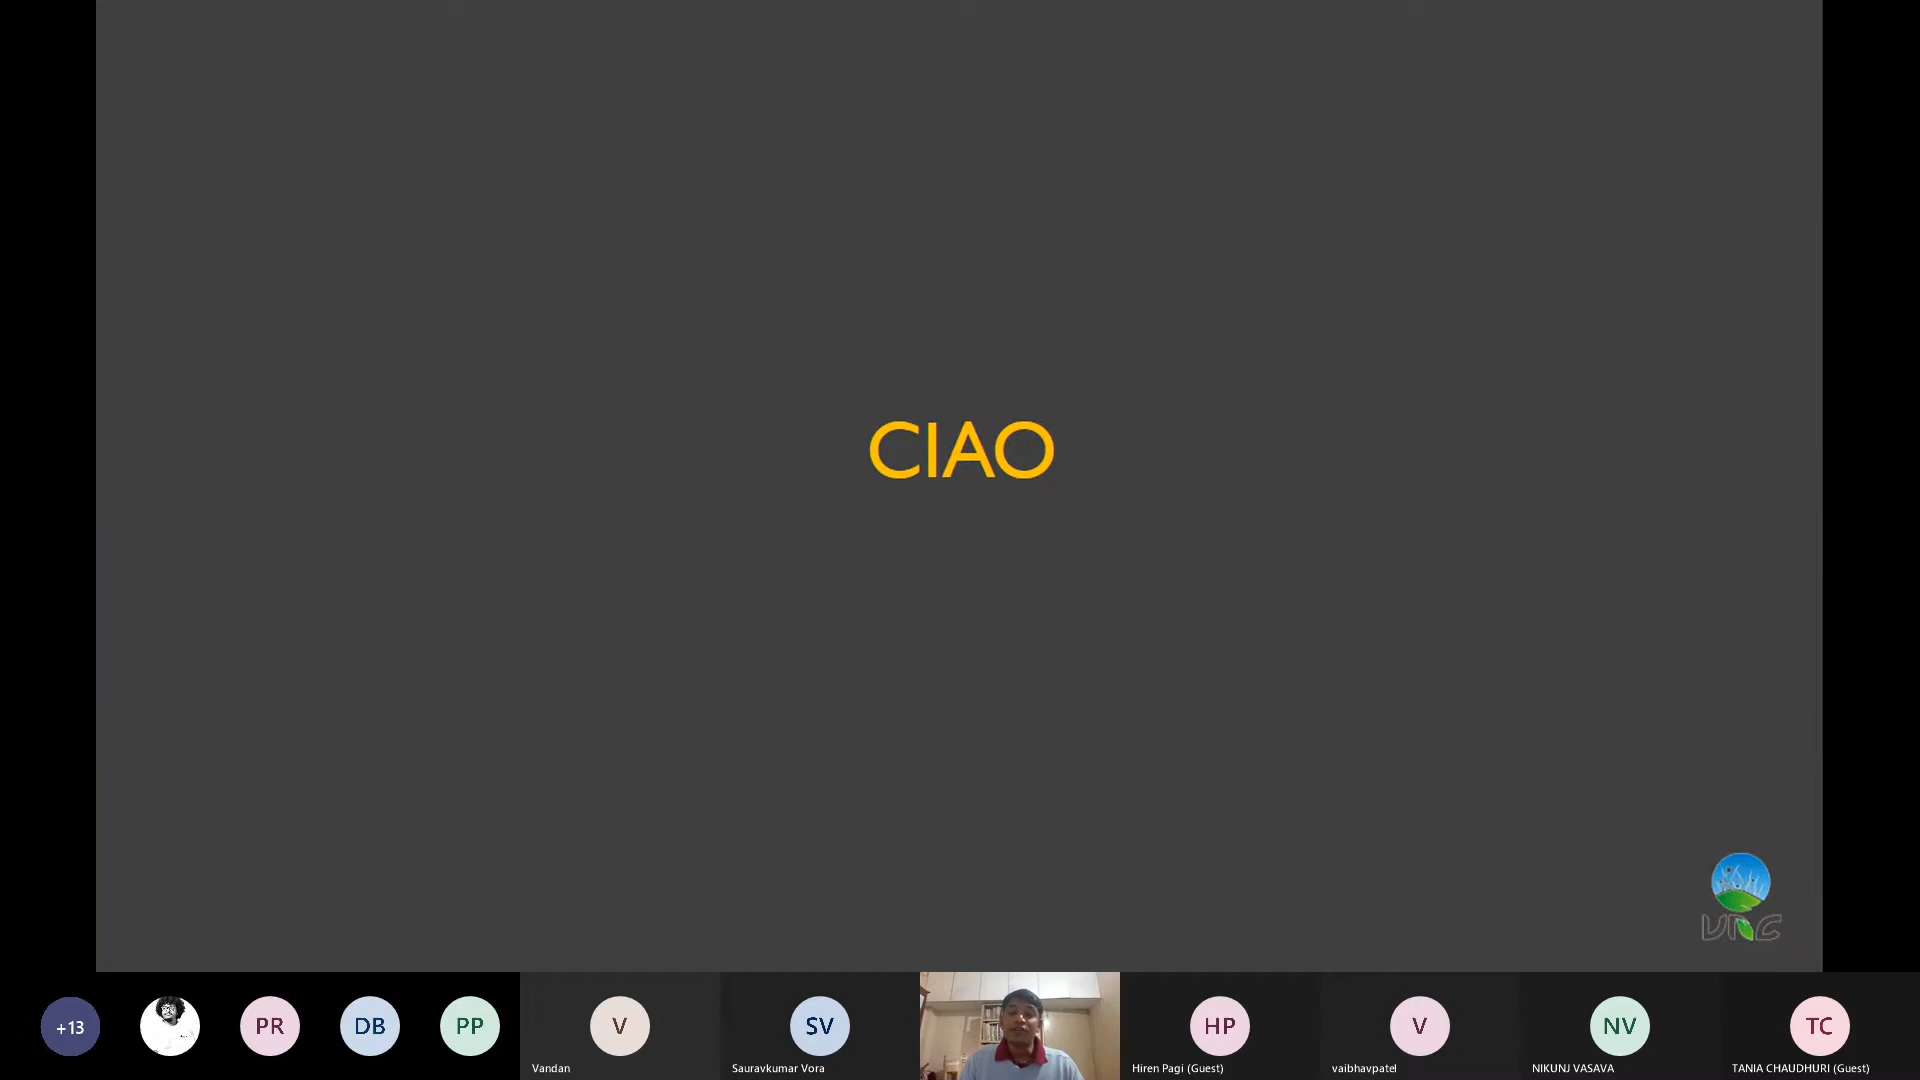 CIAO
VNC
+13
PR
DB
PP
V
SV
HP
V
NV
TC
Vandan
Sauravkumar Vora
Hiren Pagi (Guest)
vaibhavpatel
NIKUNJ VASAVA
TANIA CHAUDHURI (Guest)